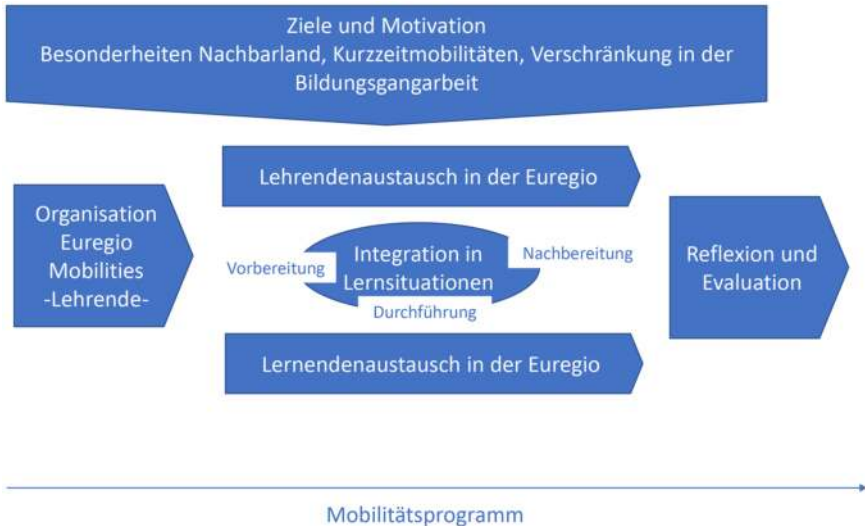 Ziele und Motivation
Besonderheiten Nachbarland, Kurzzeitmobilitäten, Verschränkung in der
Bildungsgangarbeit
Lehrendenaustausch in der Euregio
Organisation
Euregio
Mobilities
-Lehrende-
Vorbereitung
Integration in
Lernsituationen
Nachbereitung
Durchführung
Reflexion und
Evaluation
Lernendenaustausch in der Euregio
Mobilitätsprogramm